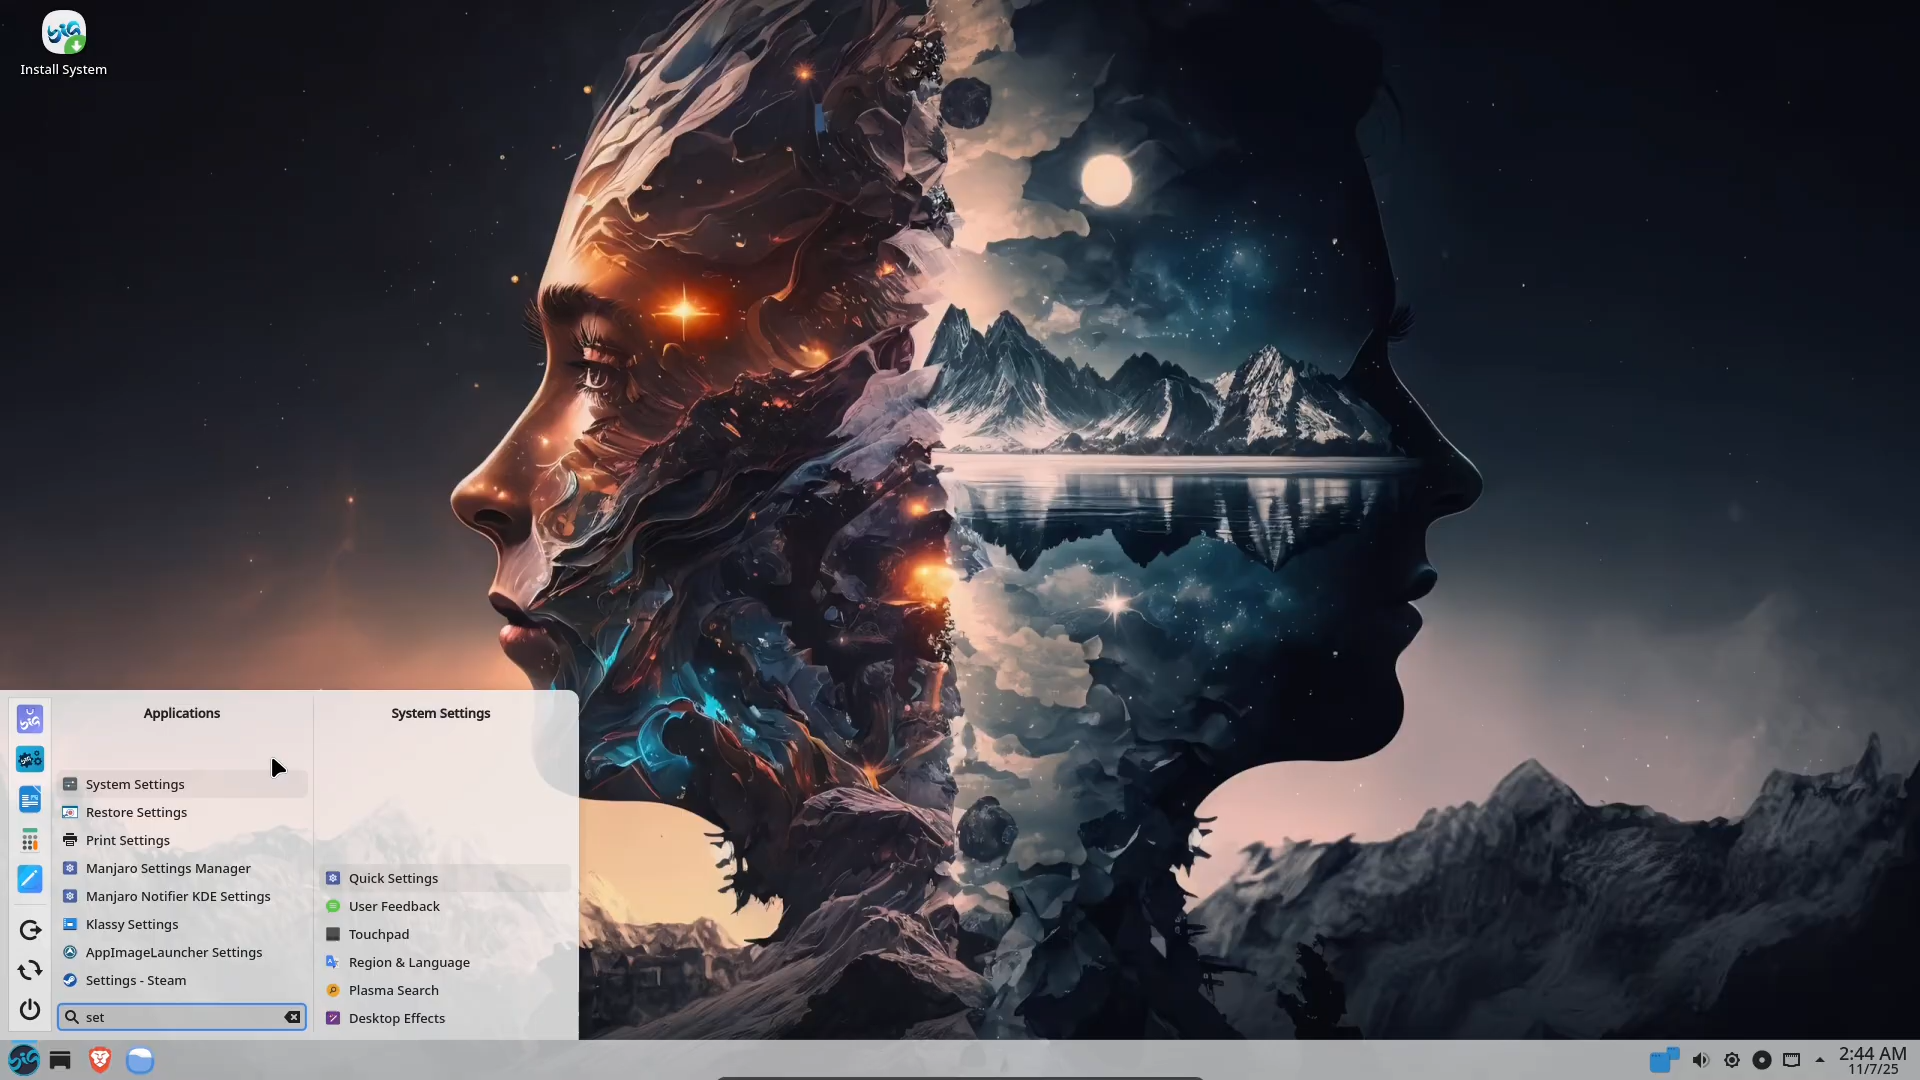 Install System
Applications
System Settings
System Settings
Restore Settings
Print Settings
Manjaro Settings Manager
Manjaro Notifier KDE Settings
Klassy Settings
AppImageLauncher Settings
Settings - Steam
set
Quick Settings
User Feedback
Touchpad
Region & Language
Plasma Search
Desktop Effects
2:44 AM
11/7/25